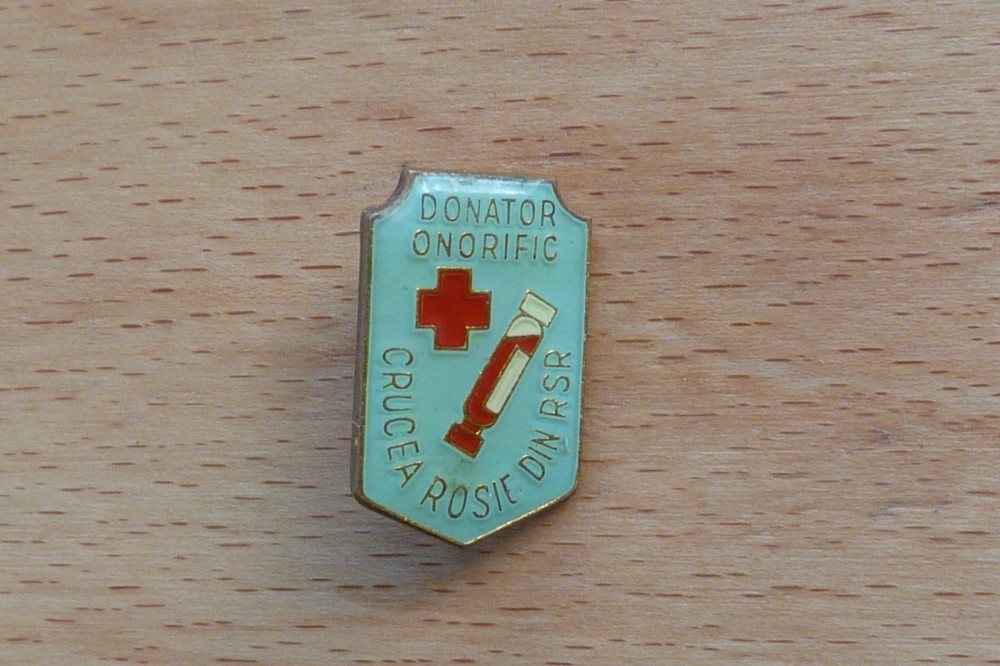 DONATOR
ONORIFIC
CRUCEA ROSIE DIN RSR